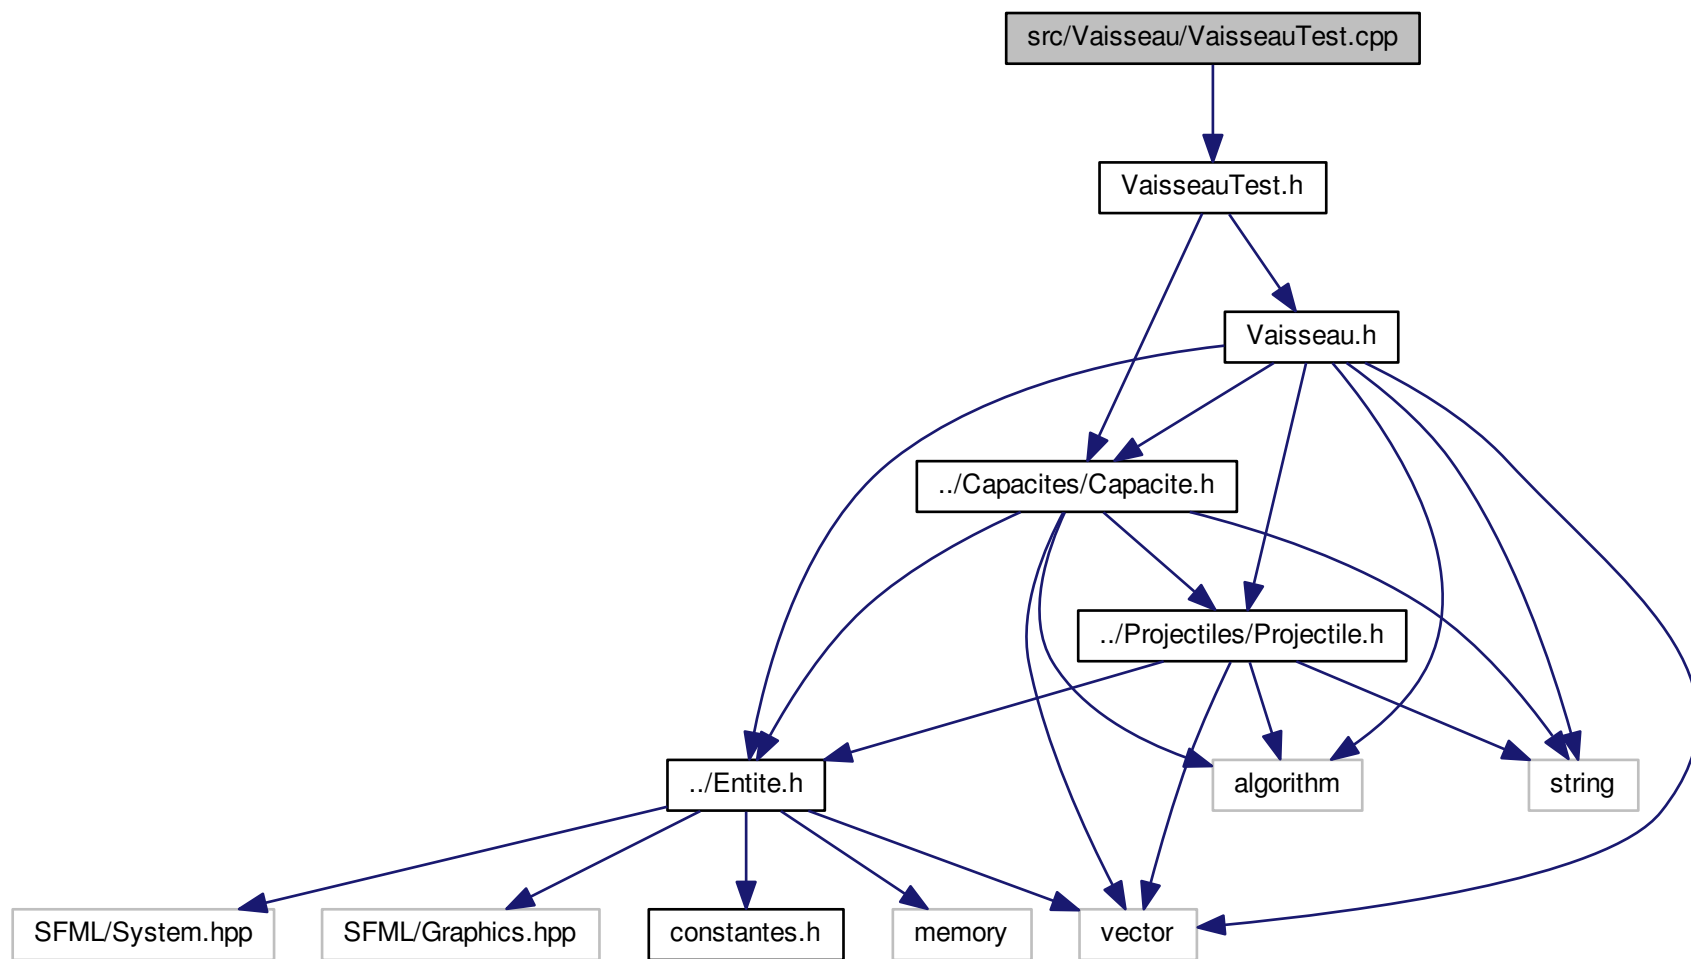 src/Vaisseau/VaisseauTest.cpp
VaisseauTest.h
Vaisseau.h
../Capacites/Capacite.h
../Projectiles/Projectile.h
../Entite.h
algorithm
string
SFML/System.hpp
SFML/Graphics.hpp
constantes.h
memory
vector